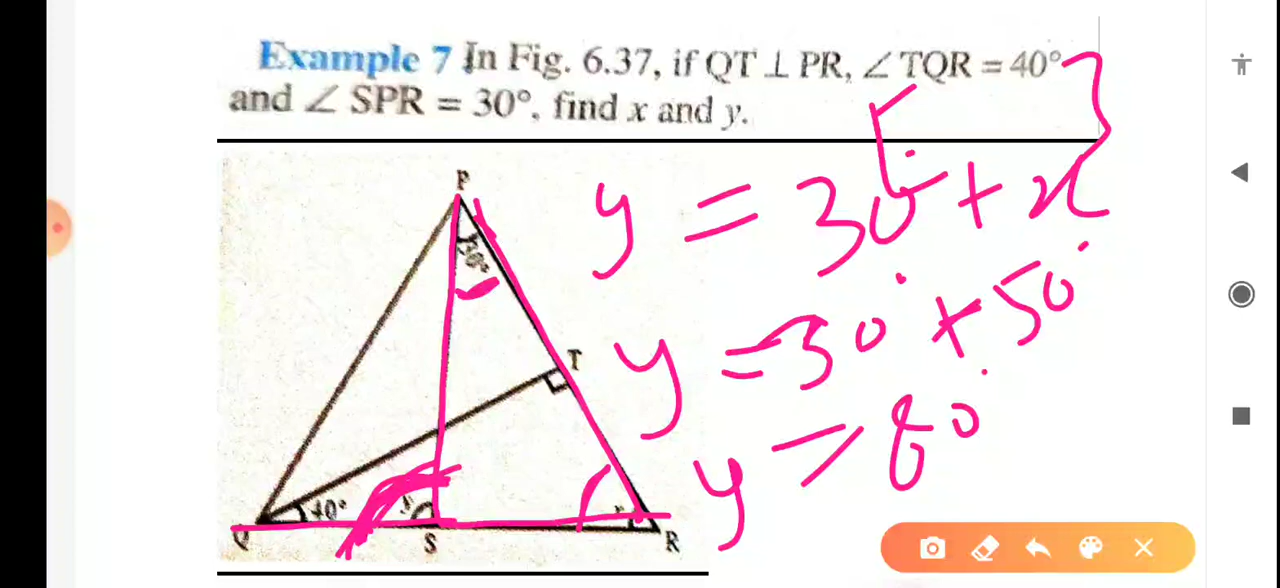 Example 7 In Fig. 6.37, if QT ⊥ PR, ∠ TQR = 40°
and ∠ SPR = 30°, find x and y.
P
30°
y = 30° + x
T
y = 30° + 50°
y = 80°
40°
y
x
Q
S
R